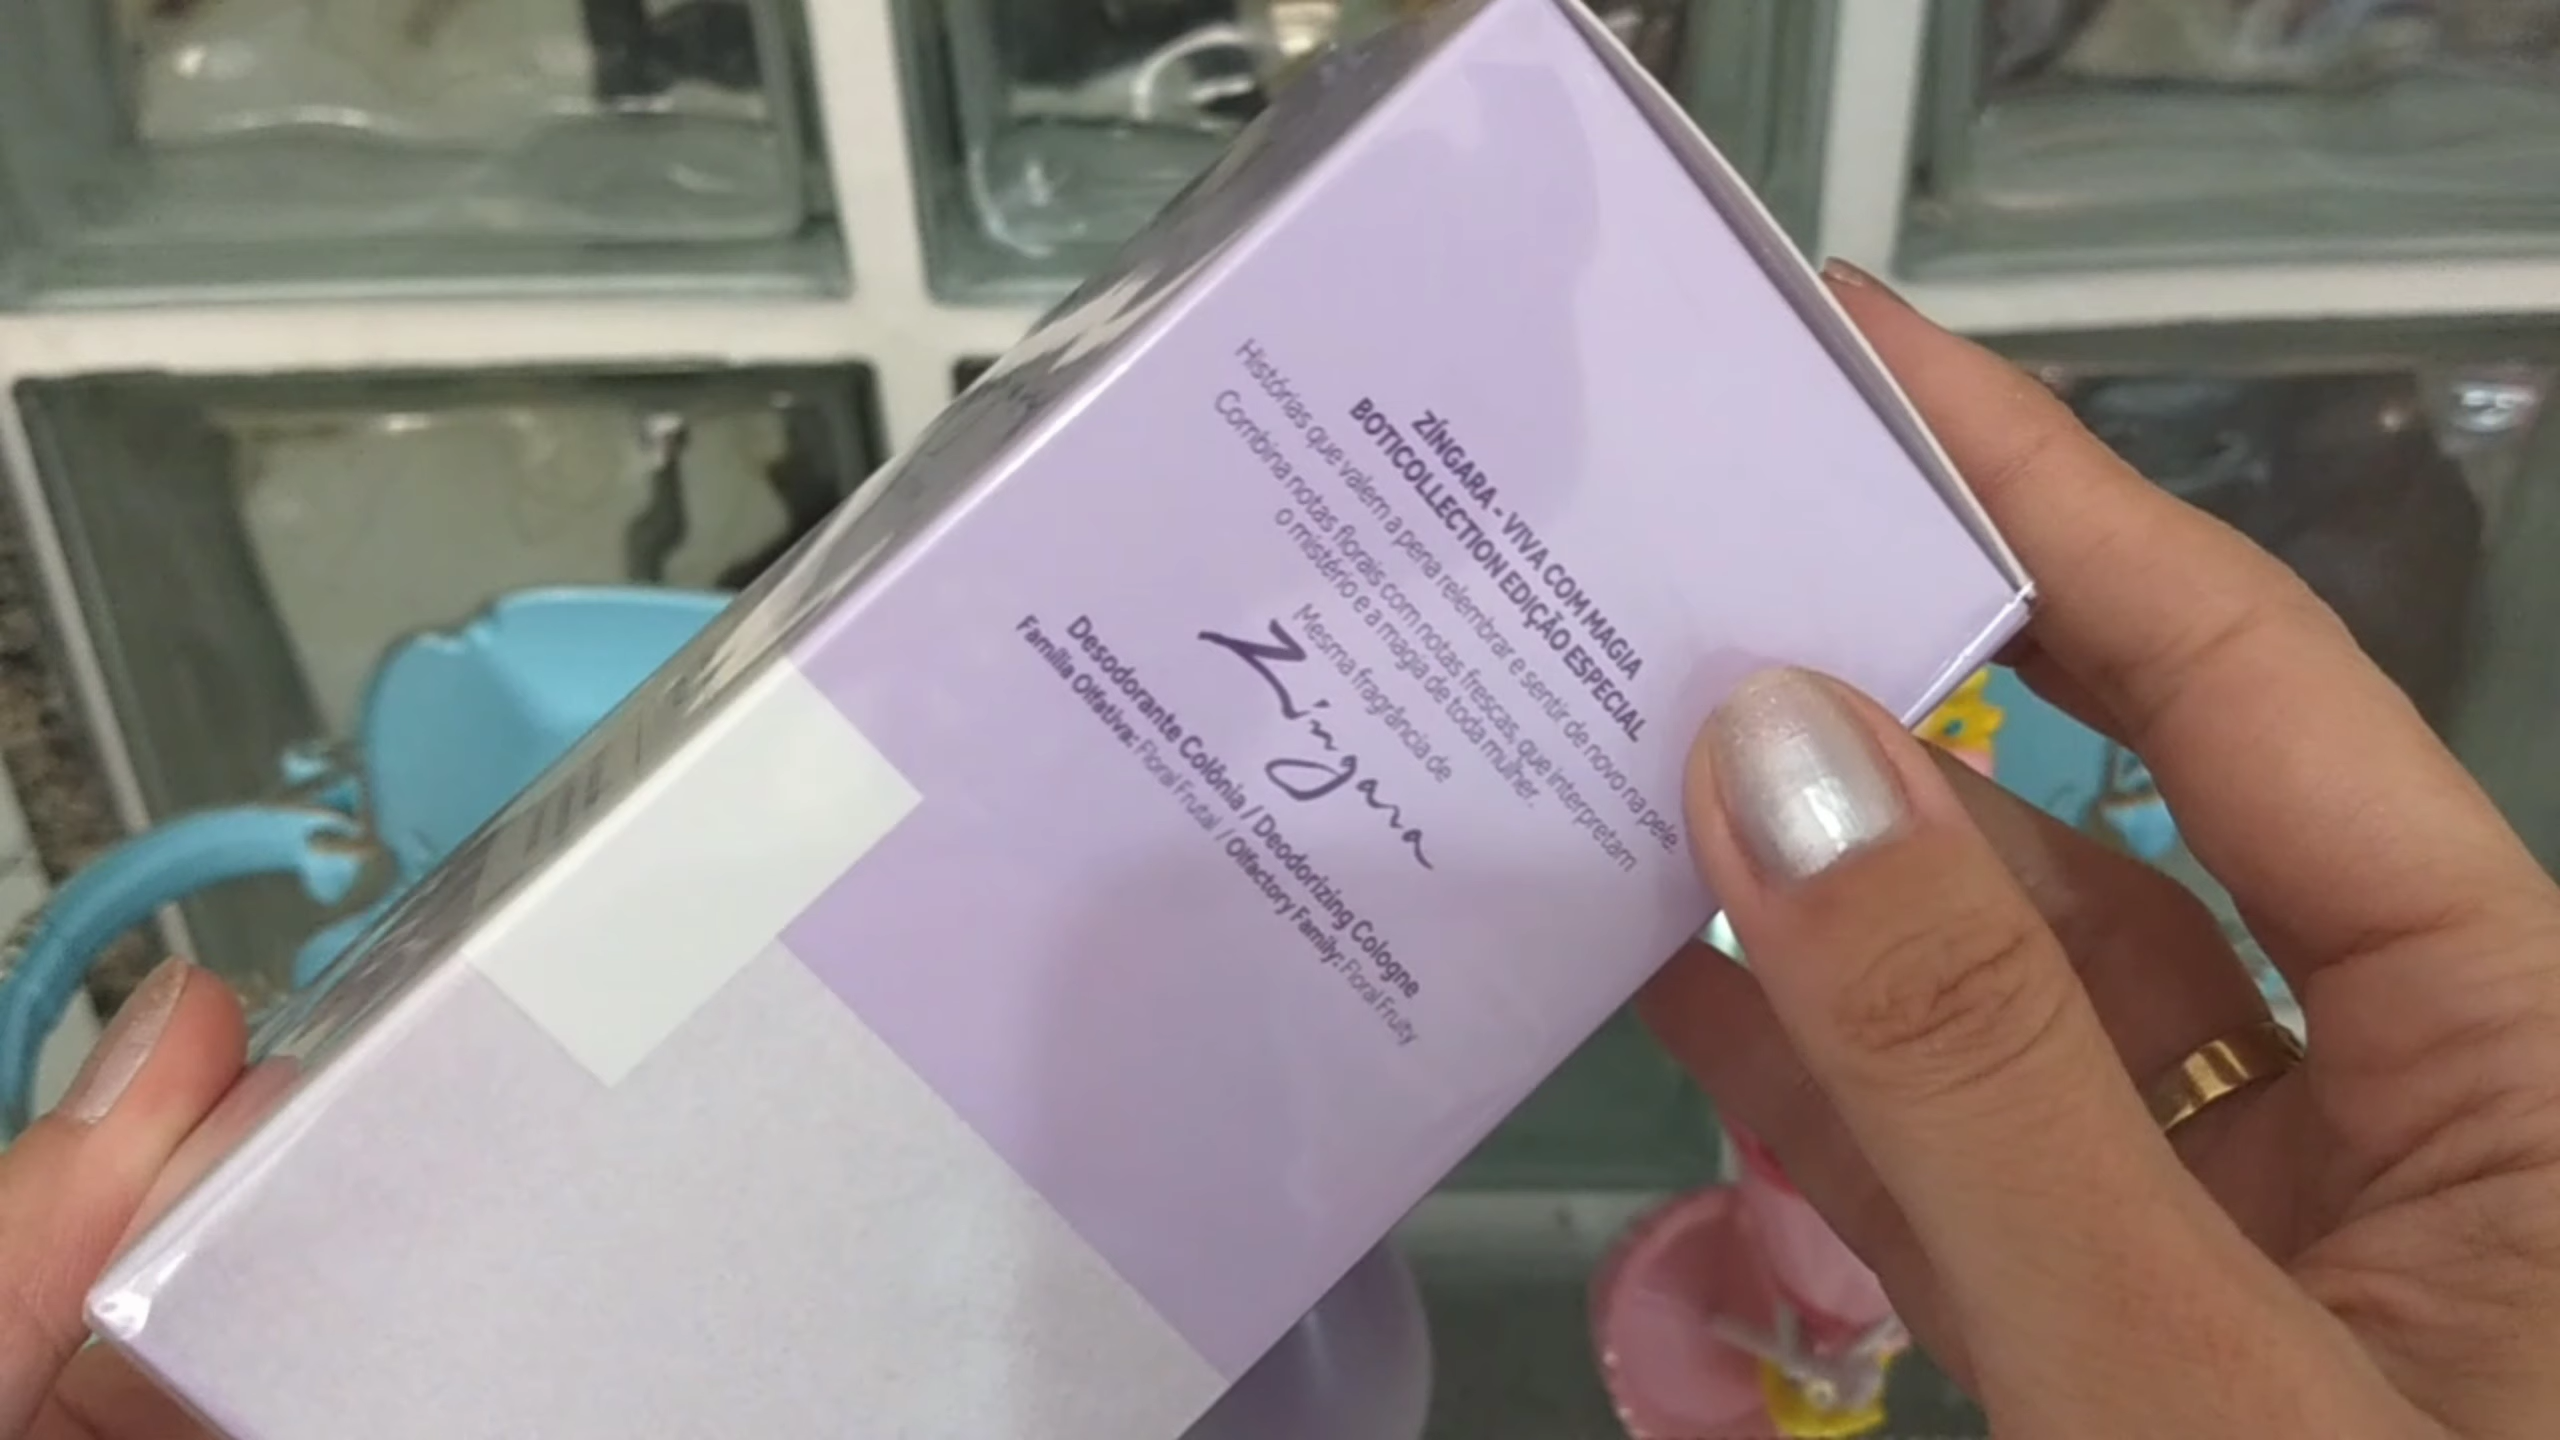 ZÍNGARA - VIVA COM MAGIA
BOTICOLLECTION EDIÇÃO ESPECIAL
Histórias que valem a pena relembrar e sentir de novo na pele.
Combina notas florais com notas frescas, que interpretam
o mistério e a magia de toda mulher.
Mesma fragrância de
Zíngara
Desodorante Colônia / Deodorizing Cologne
Família Olfativa: Floral Frutal / Olfactory Family: Floral Fruity